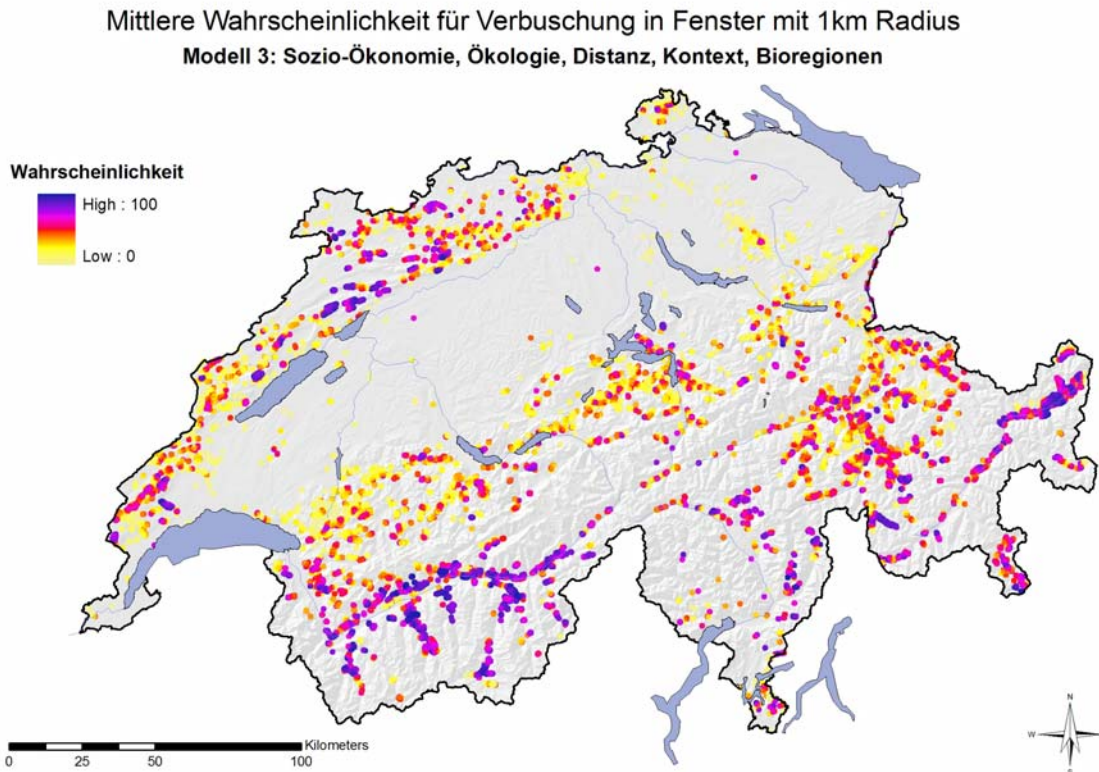 Mittlere Wahrscheinlichkeit für Verbuschung in Fenster mit 1km Radius
Modell 3: Sozio-Ökonomie, Ökologie, Distanz, Kontext, Bioregionen
Wahrscheinlichkeit
High : 100
Low : 0
Kilometers
0 25 50 100
N
W E
S